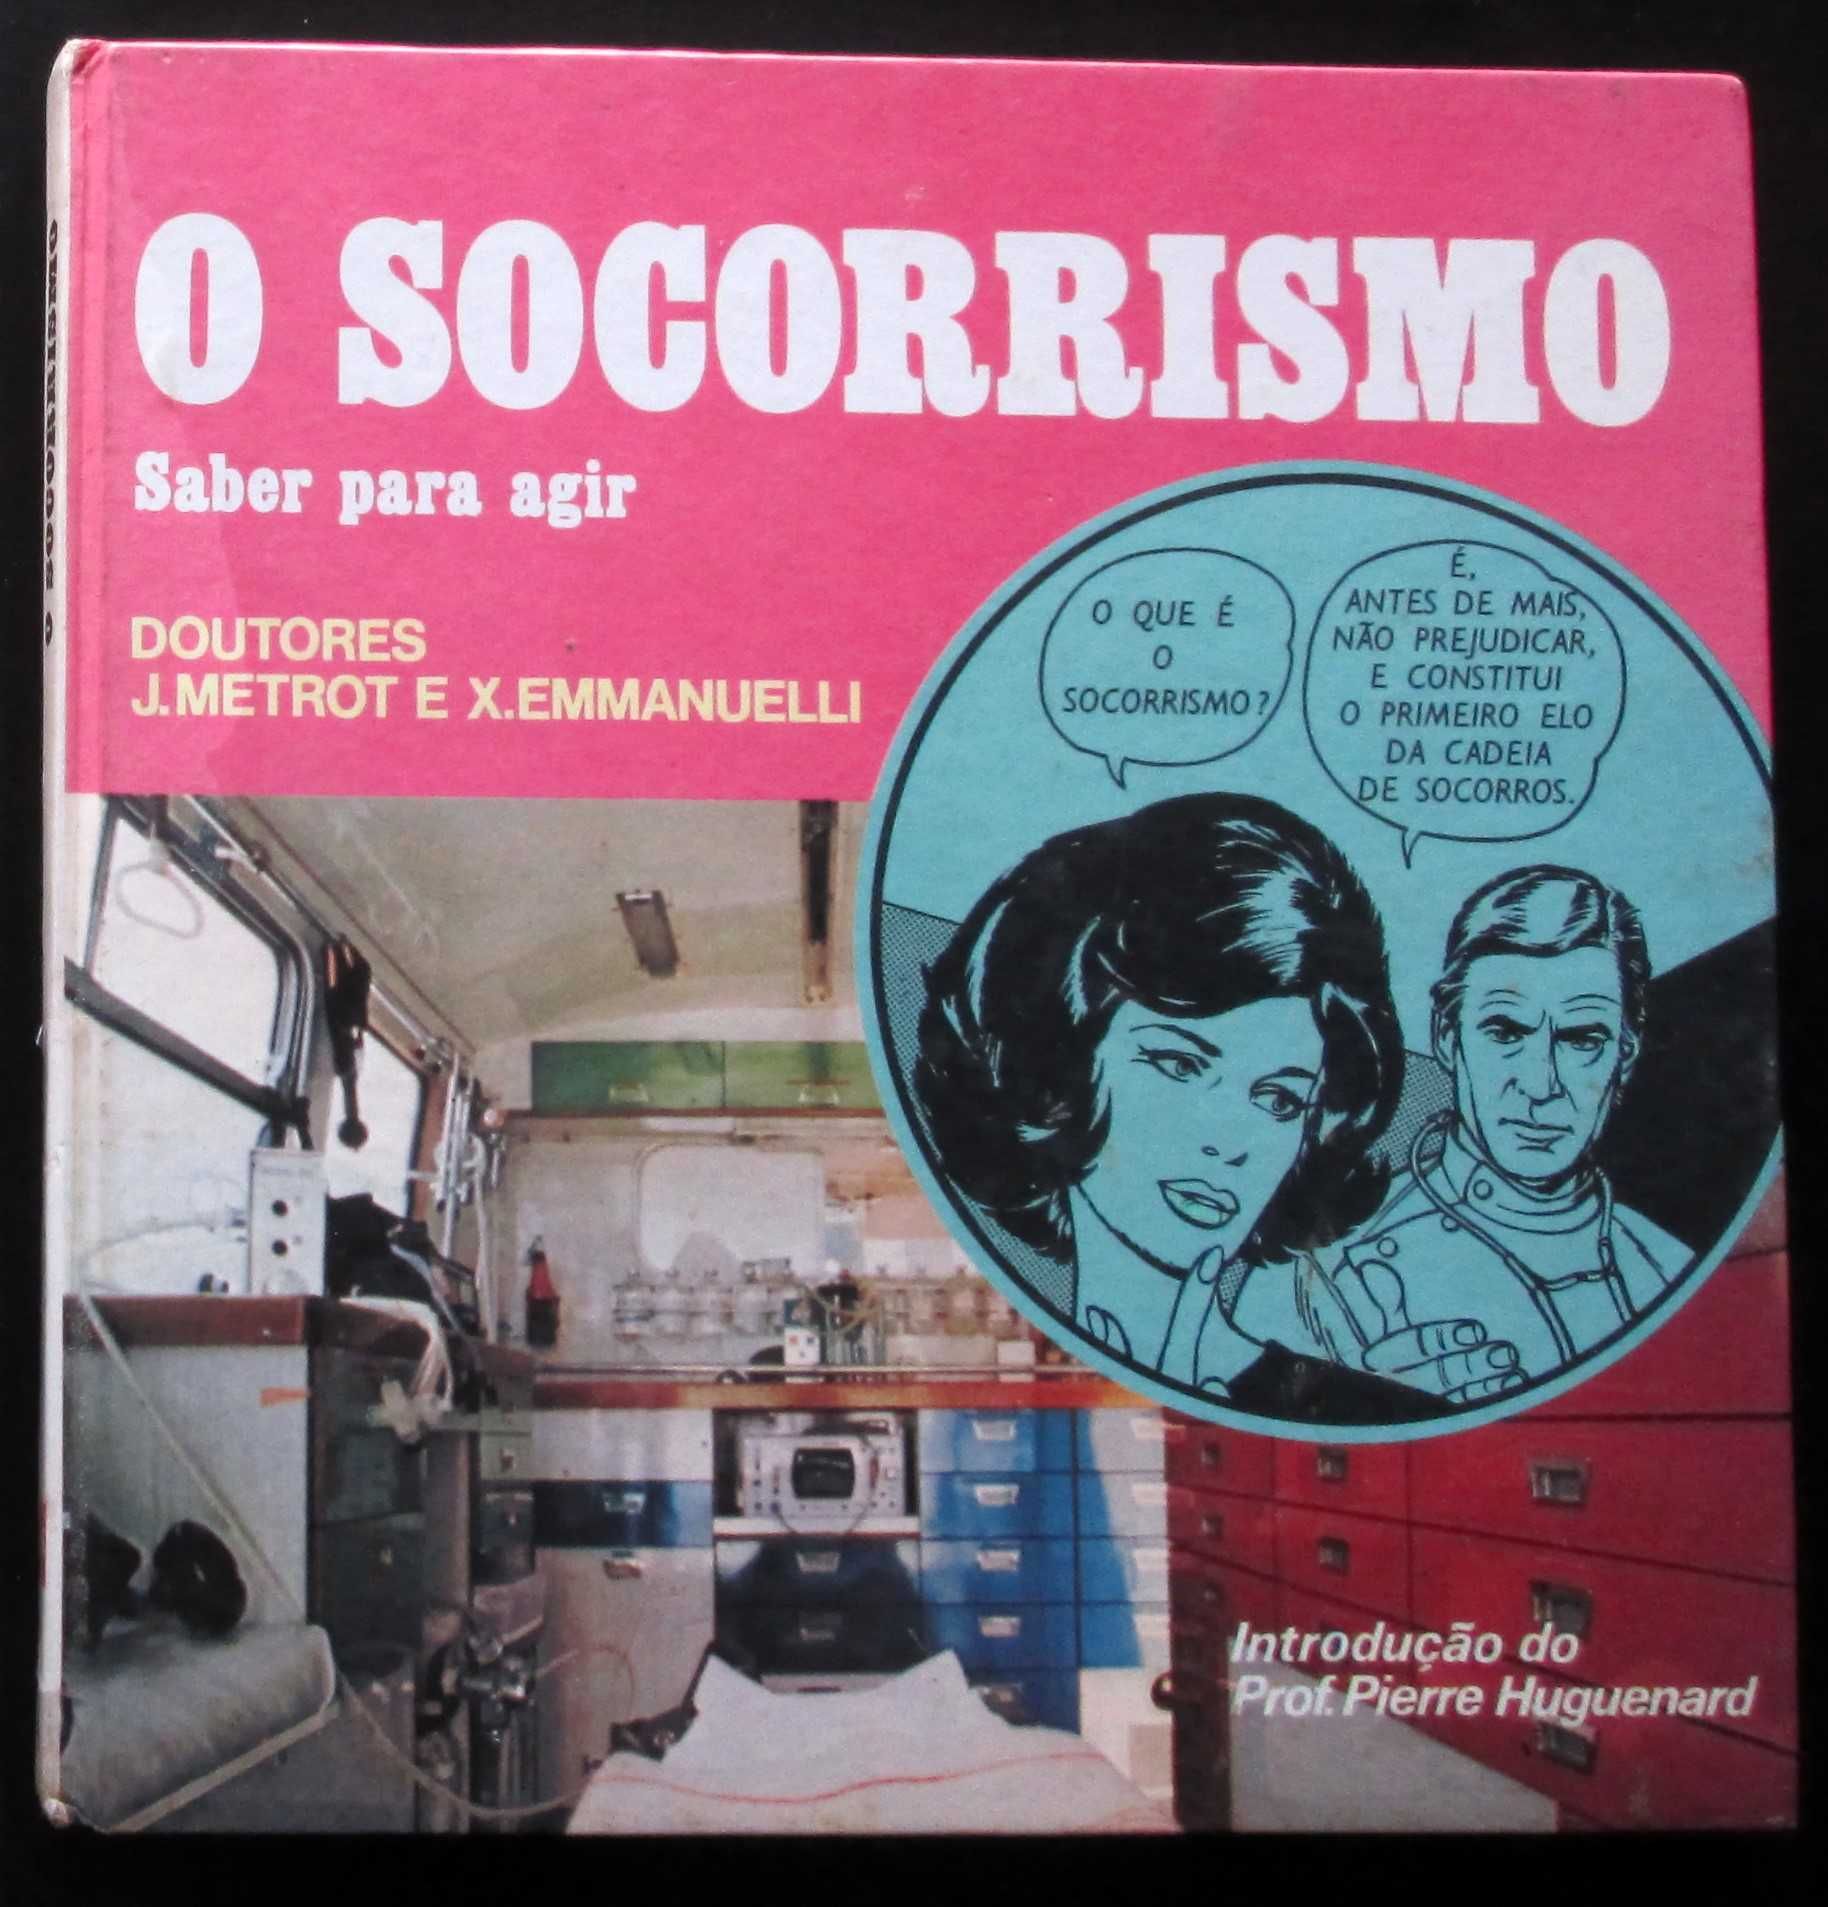 O SOCORRISMO
Saber para agir
DOUTORES
J. METROT E X. EMMANUELLI
O QUE É
O
SOCORRISMO?
É,
ANTES DE MAIS,
NÃO PREJUDICAR,
E CONSTITUI
O PRIMEIRO ELO
DA CADEIA
DE SOCORROS.
Introdução do
Prof. Pierre Huguenard
O SOCORRISMO